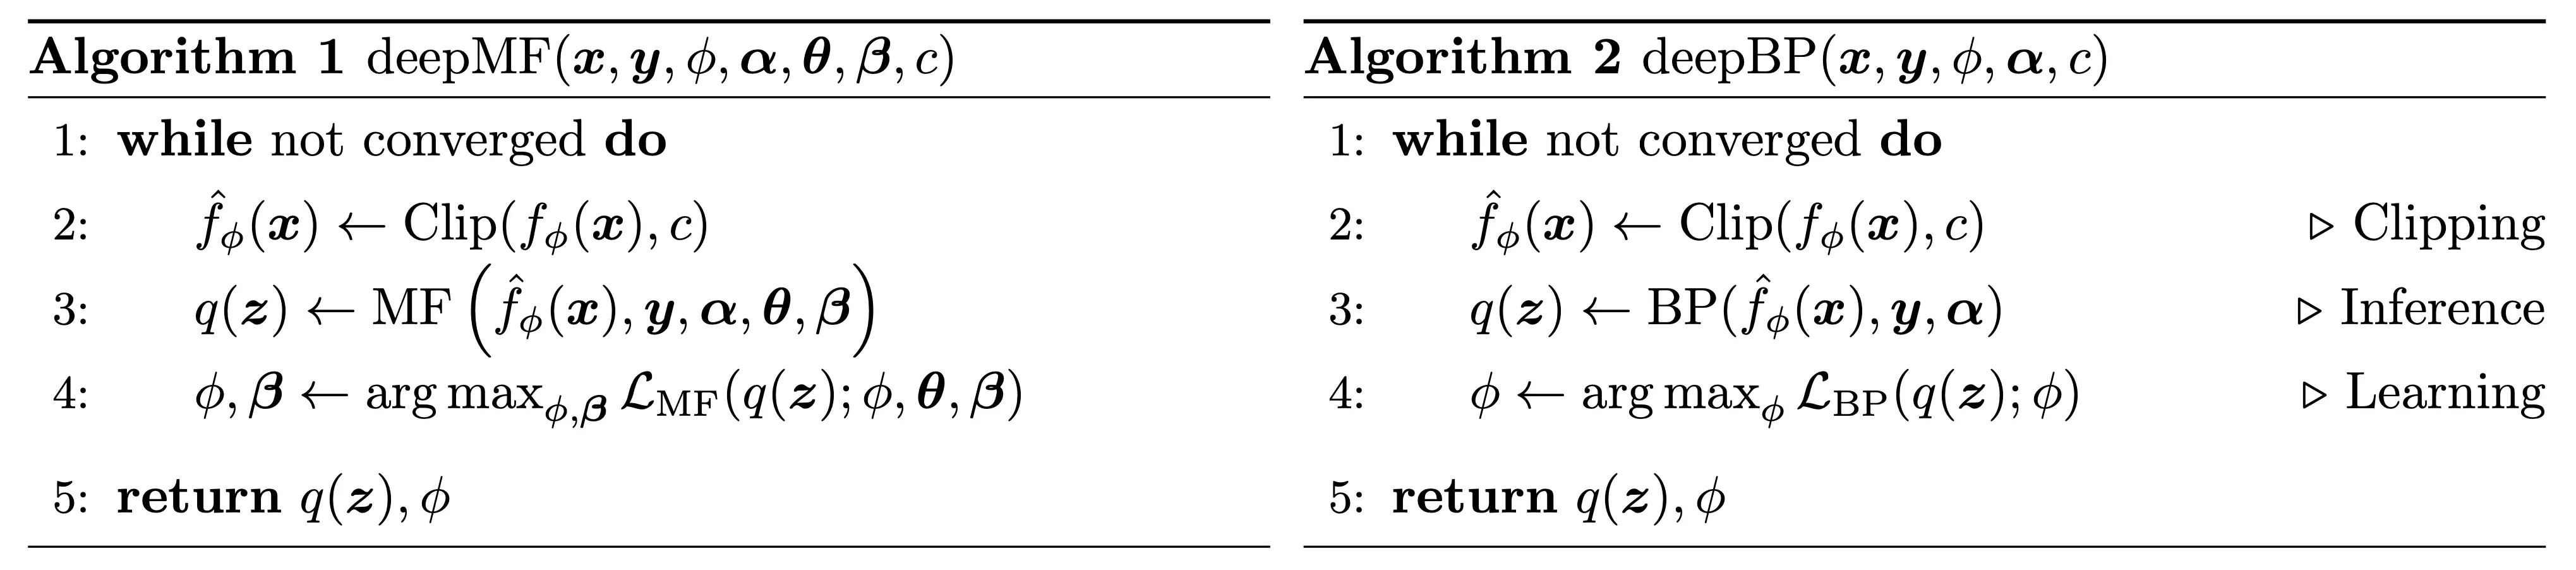 Algorithm 1 deepMF(𝒙, 𝒚, ϕ, 𝜶, 𝜽, 𝜷, c)
1: while not converged do
2: f̂_ϕ(𝒙) ← Clip(f_ϕ(𝒙), c)
3: q(𝒛) ← MF(f̂_ϕ(𝒙), 𝒚, 𝜶, 𝜽, 𝜷)
4: ϕ, 𝜷 ← arg max_{ϕ,𝜷} ℒ_MF(q(𝒛); ϕ, 𝜽, 𝜷)
5: return q(𝒛), ϕ
Algorithm 2 deepBP(𝒙, 𝒚, ϕ, 𝜶, c)
1: while not converged do
2: f̂_ϕ(𝒙) ← Clip(f_ϕ(𝒙), c) ▷ Clipping
3: q(𝒛) ← BP(f̂_ϕ(𝒙), 𝒚, 𝜶) ▷ Inference
4: ϕ ← arg max_ϕ ℒ_BP(q(𝒛); ϕ) ▷ Learning
5: return q(𝒛), ϕ